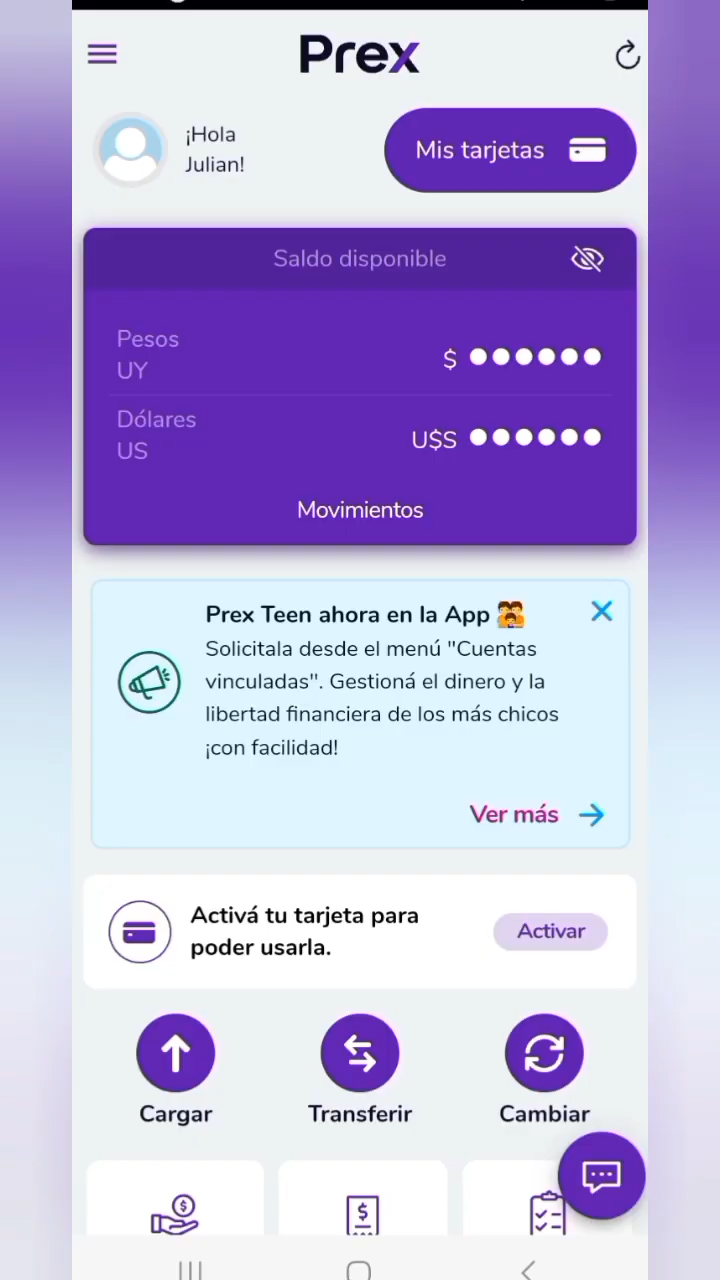 Prex
¡Hola
Julian!
Mis tarjetas
Saldo disponible
Pesos
UY
$ ●●●●●●
Dólares
US
U$S ●●●●●●
Movimientos
Prex Teen ahora en la App
Solicitala desde el menú "Cuentas
vinculadas". Gestioná el dinero y la
libertad financiera de los más chicos
¡con facilidad!
Ver más
Activá tu tarjeta para
poder usarla.
Activar
Cargar
Transferir
Cambiar